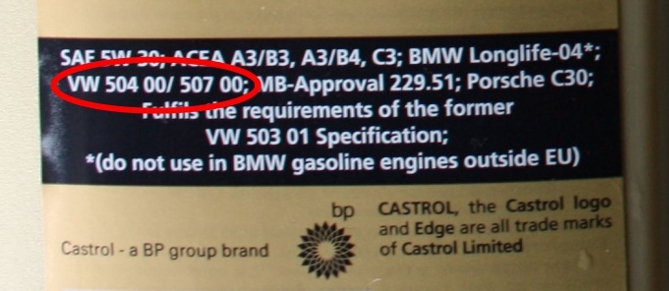 SAE 5W-30; ACEA A3/B3, A3/B4, C3; BMW Longlife-04*;
VW 504 00/ 507 00; MB-Approval 229.51; Porsche C30;
Fulfils the requirements of the former
VW 503 01 Specification;
*(do not use in BMW gasoline engines outside EU)
bp
Castrol - a BP group brand
CASTROL, the Castrol logo
and Edge are all trade marks
of Castrol Limited